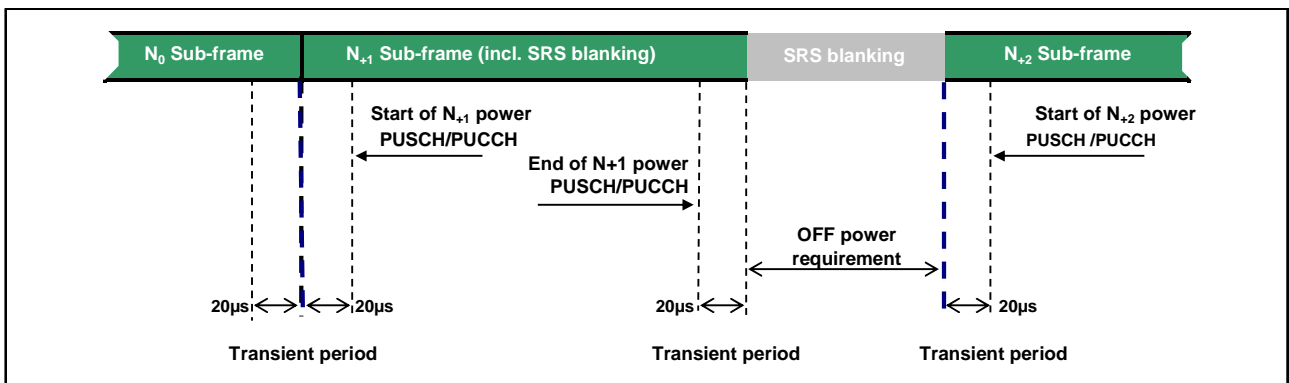 N0 Sub-frame N+1 Sub-frame (incl. SRS blanking) SRS blanking N+2 Sub-frame
Start of N+1 power
PUSCH/PUCCH
Start of N+2 power
PUSCH /PUCCH
End of N+1 power
PUSCH/PUCCH
OFF power
requirement
20µs 20µs 20µs 20µs
Transient period Transient period Transient period